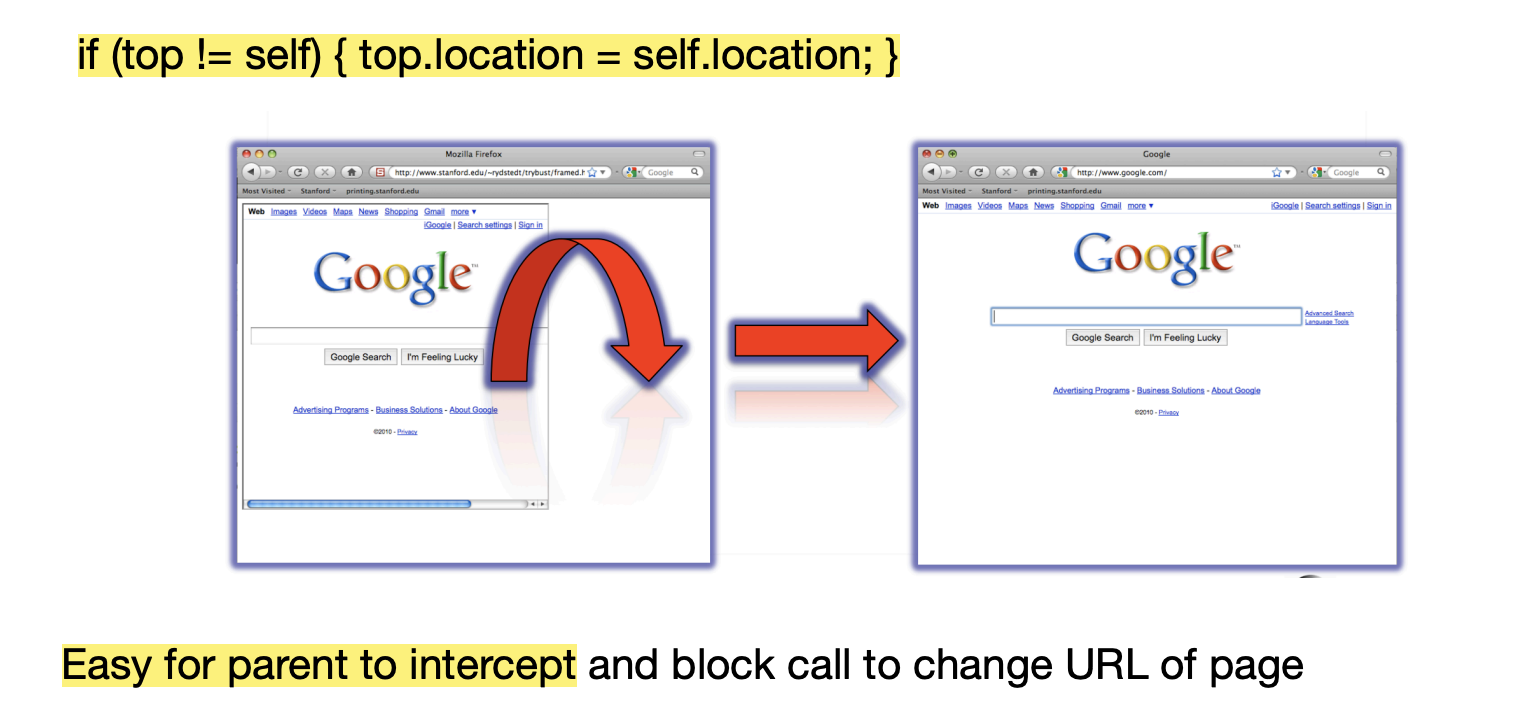 if (top != self) { top.location = self.location; }
Mozilla Firefox
http://www.stanford.edu/~rydstedt/trybust/framed.h
Google
Most Visited Stanford printing.stanford.edu
Web Images Videos Maps News Shopping Gmail more ▼
iGoogle | Search settings | Sign in
Google™
Google Search I'm Feeling Lucky
Advertising Programs - Business Solutions - About Google
©2010 - Privacy
Google
http://www.google.com/
Google
Most Visited Stanford printing.stanford.edu
Web Images Videos Maps News Shopping Gmail more ▼
iGoogle | Search settings | Sign in
Google™
Advanced Search
Language Tools
Google Search I'm Feeling Lucky
Advertising Programs - Business Solutions - About Google
©2010 - Privacy
Easy for parent to intercept and block call to change URL of page